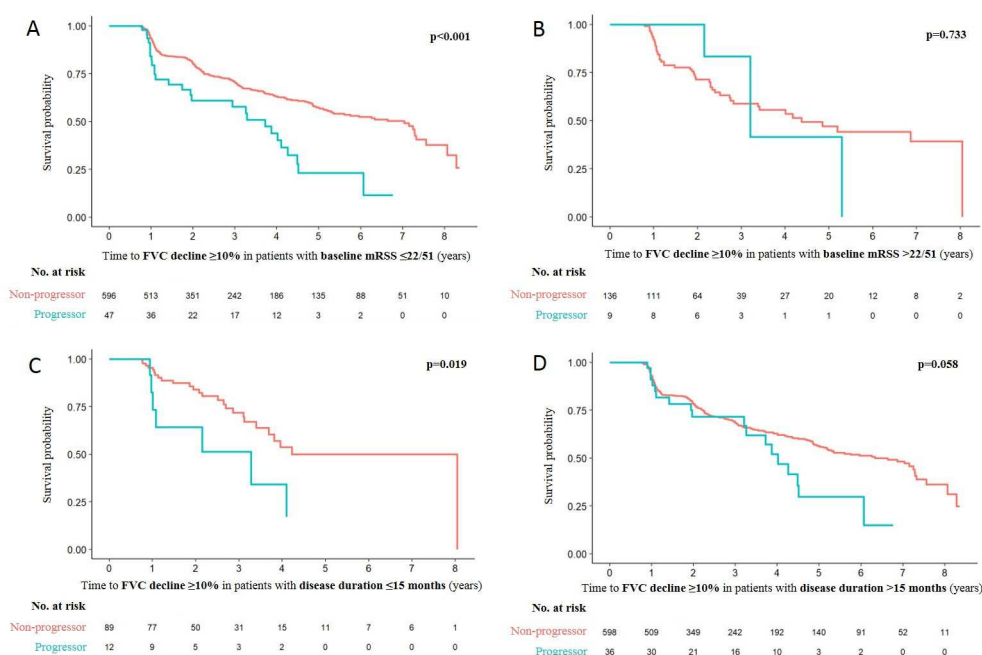 A
p<0.001
Survival probability
1.00
0.75
0.50
0.25
0.00
0 1 2 3 4 5 6 7 8
Time to FVC decline ≥10% in patients with baseline mRSS ≤22/51 (years)
No. at risk
Non-progressor 596 513 351 242 186 135 88 51 10
Progressor 47 36 22 17 12 3 2 0 0
B
p=0.733
Survival probability
1.00
0.75
0.50
0.25
0.00
0 1 2 3 4 5 6 7 8
Time to FVC decline ≥10% in patients with baseline mRSS >22/51 (years)
No. at risk
Non-progressor 136 111 64 39 27 20 12 8 2
Progressor 9 8 6 3 1 1 0 0 0
C
p=0.019
Survival probability
1.00
0.75
0.50
0.25
0.00
0 1 2 3 4 5 6 7 8
Time to FVC decline ≥10% in patients with disease duration ≤15 months (years)
No. at risk
Non-progressor 89 77 50 31 15 11 7 6 1
Progressor 12 9 5 3 2 0 0 0 0
D
p=0.058
Survival probability
1.00
0.75
0.50
0.25
0.00
0 1 2 3 4 5 6 7 8
Time to FVC decline ≥10% in patients with disease duration >15 months (years)
No. at risk
Non-progressor 598 509 349 242 192 140 91 52 11
Progressor 36 30 21 16 10 3 2 0 0